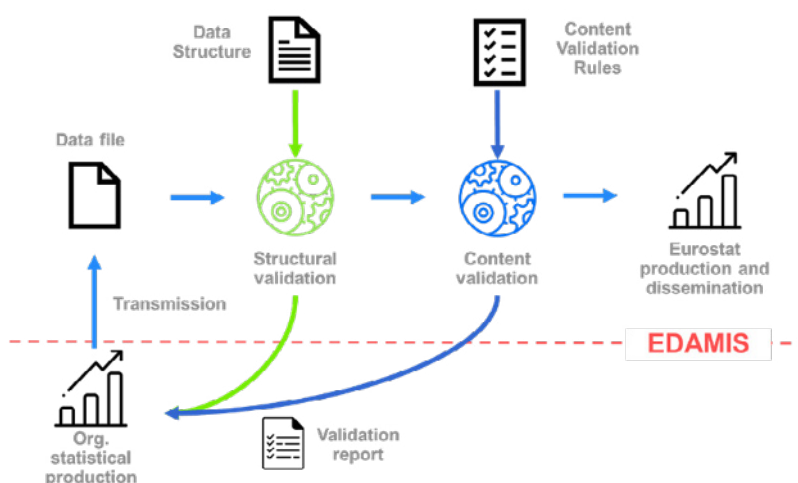 Data
Structure
Content
Validation
Rules
Data file
Structural
validation
Content
validation
Eurostat
production and
dissemination
Transmission
EDAMIS
Org.
statistical
production
Validation
report